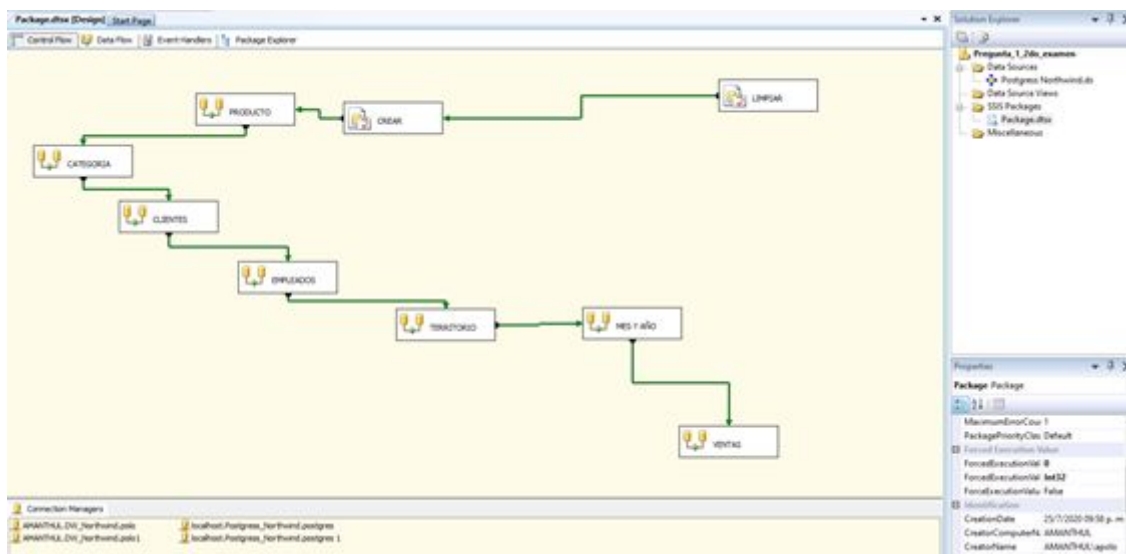 Package.dtsx [Design]
Start Page
Control Flow
Data Flow
Event Handlers
Package Explorer
LIMPIAR
CREAR
PRODUCTO
CATEGORIA
CLIENTES
EMPLEADOS
TERRITORIO
MES Y AÑO
VENTAS
Connection Managers
AMANTHUL.DW_Northwind.polo
localhost.Postgress_Northwind.postgres
AMANTHUL.DW_Northwind.polo1
localhost.Postgress_Northwind.postgres 1
Solution Explorer
Pregunta_1_2do_examen
Data Sources
Postgress Northwind.ds
Data Source Views
SSIS Packages
Package.dtsx
Miscellaneous
Properties
Package Package
MaximumErrorCou 1
PackagePriorityClas Default
Forced Execution Value
ForcedExecutionVal 0
ForcedExecutionVal Int32
ForceExecutionValu False
Identification
CreationDate 25/7/2020 09:58 p. m
CreatorComputerN. AMANTHUL
CreatorName AMANTHUL\apolo